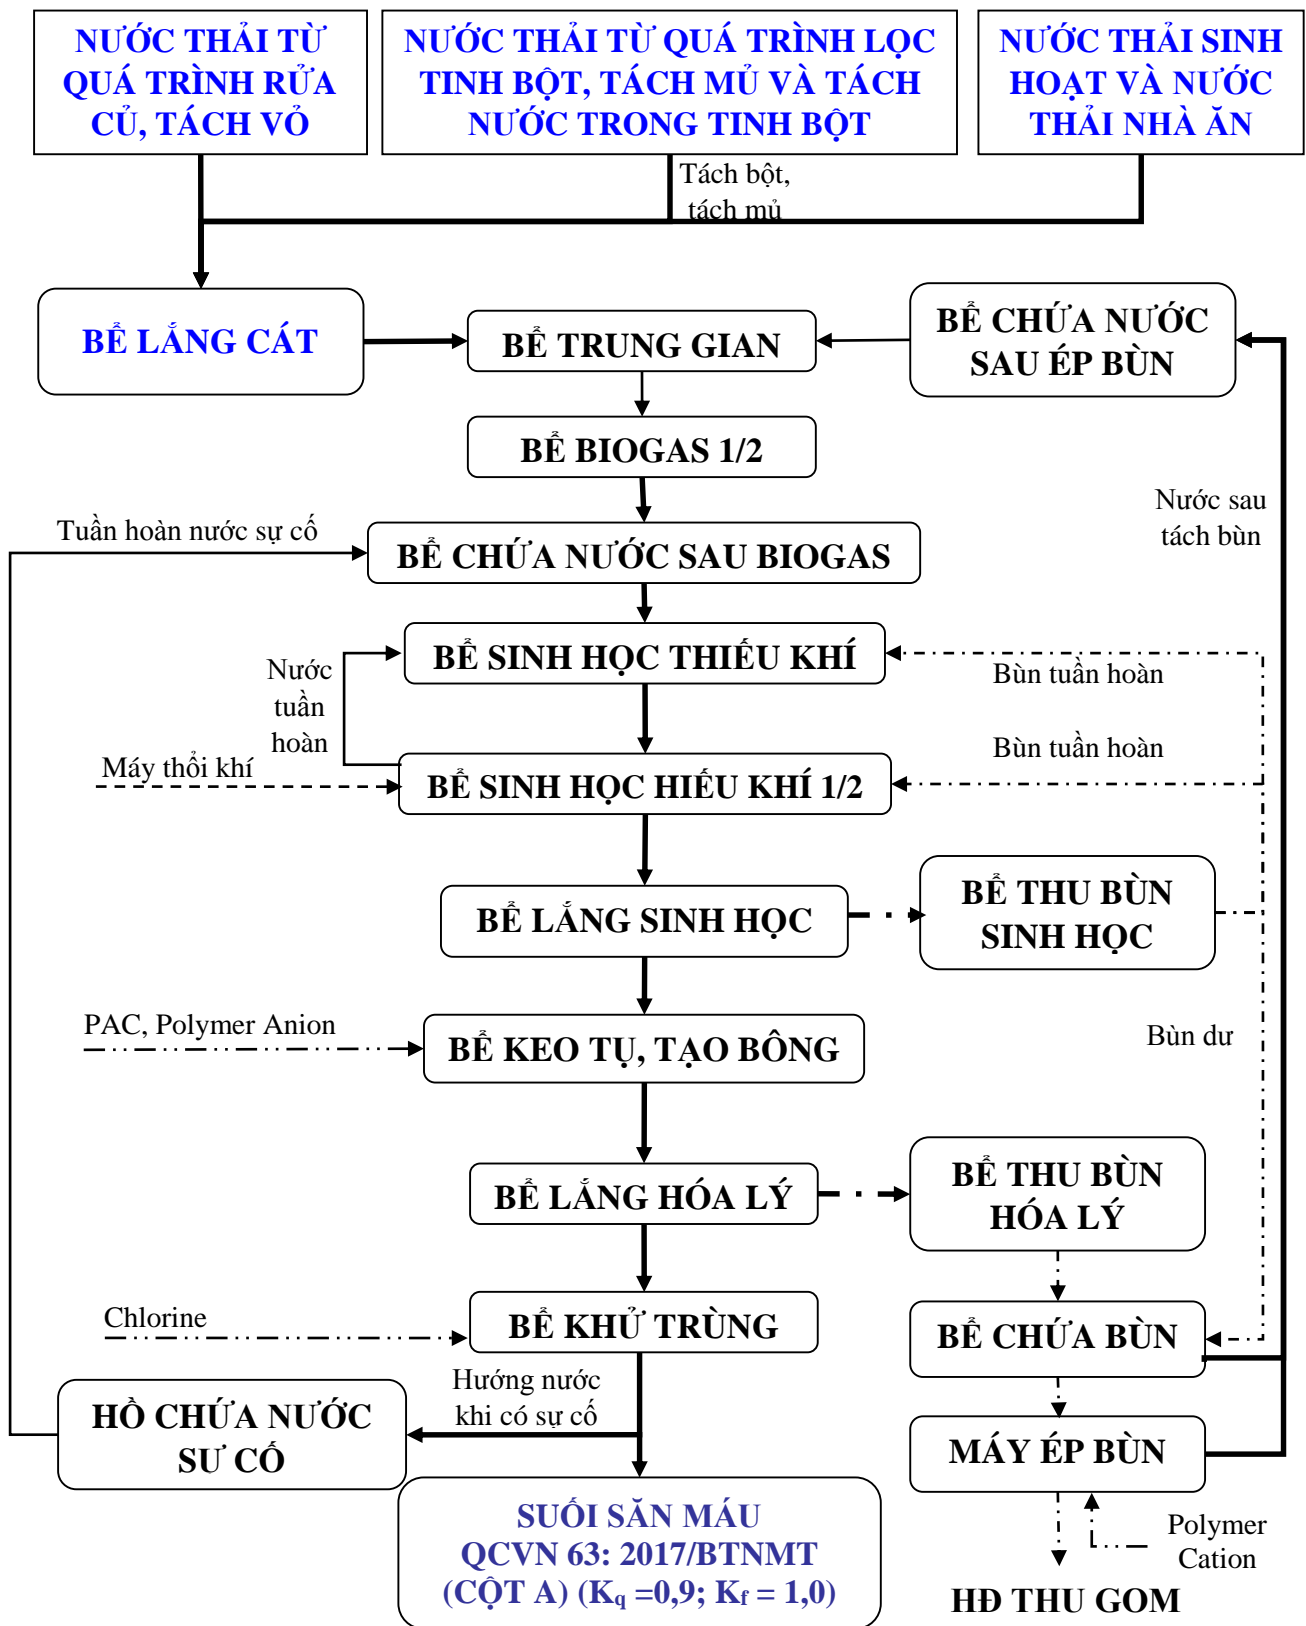 NƯỚC THẢI TỪ
QUÁ TRÌNH RỬA
CỦ, TÁCH VỎ
NƯỚC THẢI TỪ QUÁ TRÌNH LỌC
TINH BỘT, TÁCH MỦ VÀ TÁCH
NƯỚC TRONG TINH BỘT
NƯỚC THẢI SINH
HOẠT VÀ NƯỚC
THẢI NHÀ ĂN
Tách bột,
tách mủ
BỂ LẮNG CÁT
BỂ TRUNG GIAN
BỂ CHỨA NƯỚC
SAU ÉP BÙN
BỂ BIOGAS 1/2
Nước sau
tách bùn
Tuần hoàn nước sự cố
BỂ CHỨA NƯỚC SAU BIOGAS
BỂ SINH HỌC THIẾU KHÍ
Nước
tuần
hoàn
Bùn tuần hoàn
Bùn tuần hoàn
Máy thổi khí
BỂ SINH HỌC HIẾU KHÍ 1/2
BỂ LẮNG SINH HỌC
BỂ THU BÙN
SINH HỌC
PAC, Polymer Anion
BỂ KEO TỤ, TẠO BÔNG
Bùn dư
BỂ LẮNG HÓA LÝ
BỂ THU BÙN
HÓA LÝ
Chlorine
BỂ KHỬ TRÙNG
BỂ CHỨA BÙN
Hướng nước
khi có sự cố
HỒ CHỨA NƯỚC
SƯ CỐ
MÁY ÉP BÙN
SUỐI SĂN MÁU
QCVN 63: 2017/BTNMT
(CỘT A) (Kq =0,9; Kf = 1,0)
Polymer
Cation
HĐ THU GOM